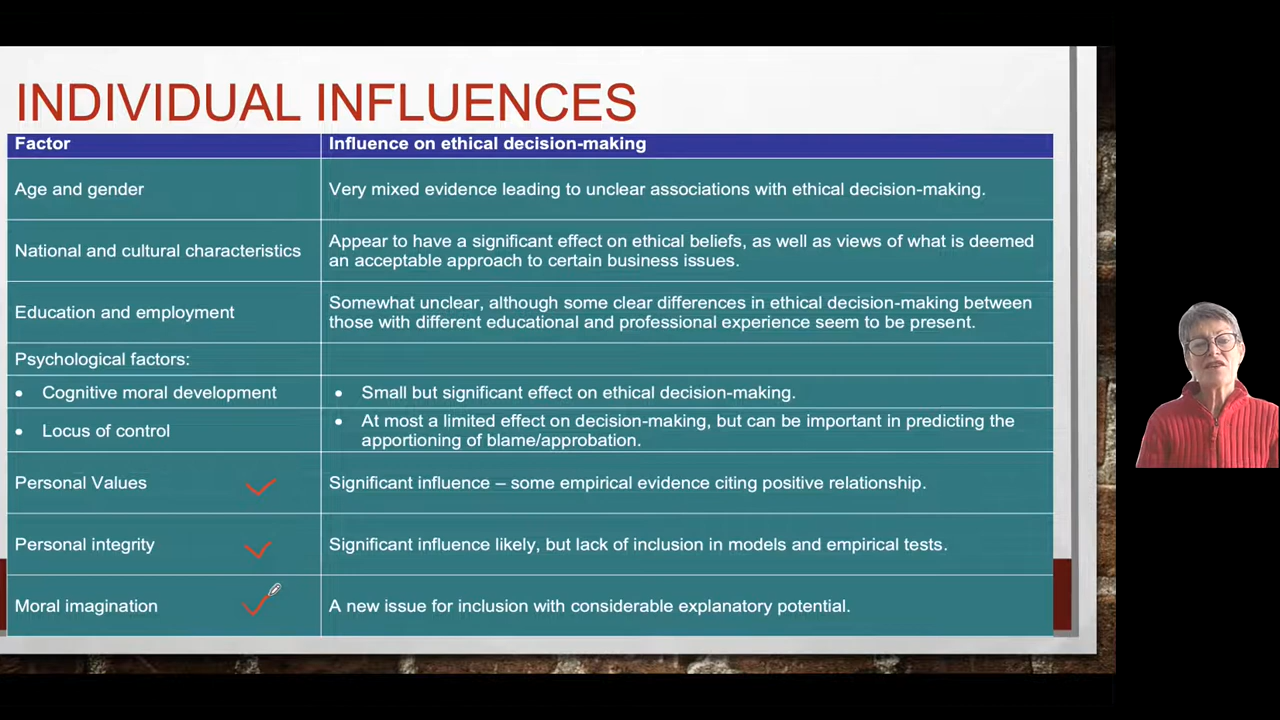 INDIVIDUAL INFLUENCES
Factor
Influence on ethical decision-making
Age and gender
Very mixed evidence leading to unclear associations with ethical decision-making.
National and cultural characteristics
Appear to have a significant effect on ethical beliefs, as well as views of what is deemed
an acceptable approach to certain business issues.
Education and employment
Somewhat unclear, although some clear differences in ethical decision-making between
those with different educational and professional experience seem to be present.
Psychological factors:
• Cognitive moral development
• Small but significant effect on ethical decision-making.
• Locus of control
• At most a limited effect on decision-making, but can be important in predicting the
apportioning of blame/approbation.
Personal Values
Significant influence – some empirical evidence citing positive relationship.
Personal integrity
Significant influence likely, but lack of inclusion in models and empirical tests.
Moral imagination
A new issue for inclusion with considerable explanatory potential.